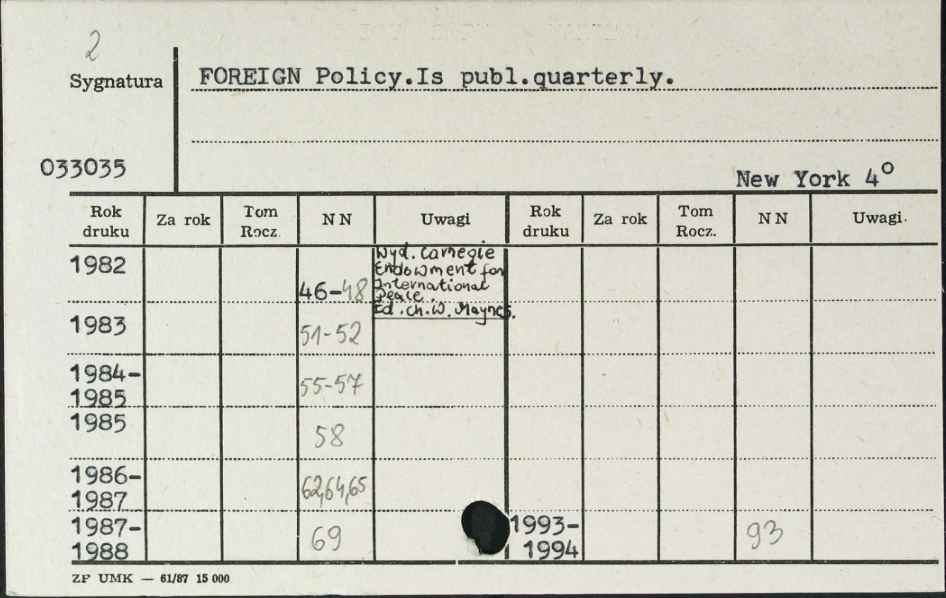 2
Sygnatura FOREIGN Policy.Is publ.quarterly.
033035
New York 4°
Rok druku Za rok Tom Rocz. NN Uwagi Rok druku Za rok Tom Rocz. NN Uwagi.
1982 46-48 Wyd. Carnegie
Endowment for
International
Peace.
Ed. Ch. W. Maynes.
1983 51-52
1984-
1985 55-57
1985 58
1986-
1987 62,64,65
1987-
1988 69 1993-
1994 93
ZP UMK — 61/87 15 000